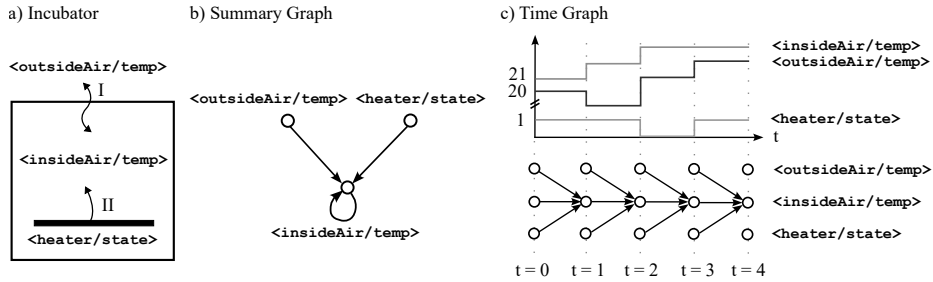 a) Incubator
<outsideAir/temp>
I
<insideAir/temp>
II
<heater/state>
b) Summary Graph
<outsideAir/temp> <heater/state>
<insideAir/temp>
c) Time Graph
<insideAir/temp>
<outsideAir/temp>
21
20
1
<heater/state>
t
<outsideAir/temp>
<insideAir/temp>
<heater/state>
t = 0 t = 1 t = 2 t = 3 t = 4